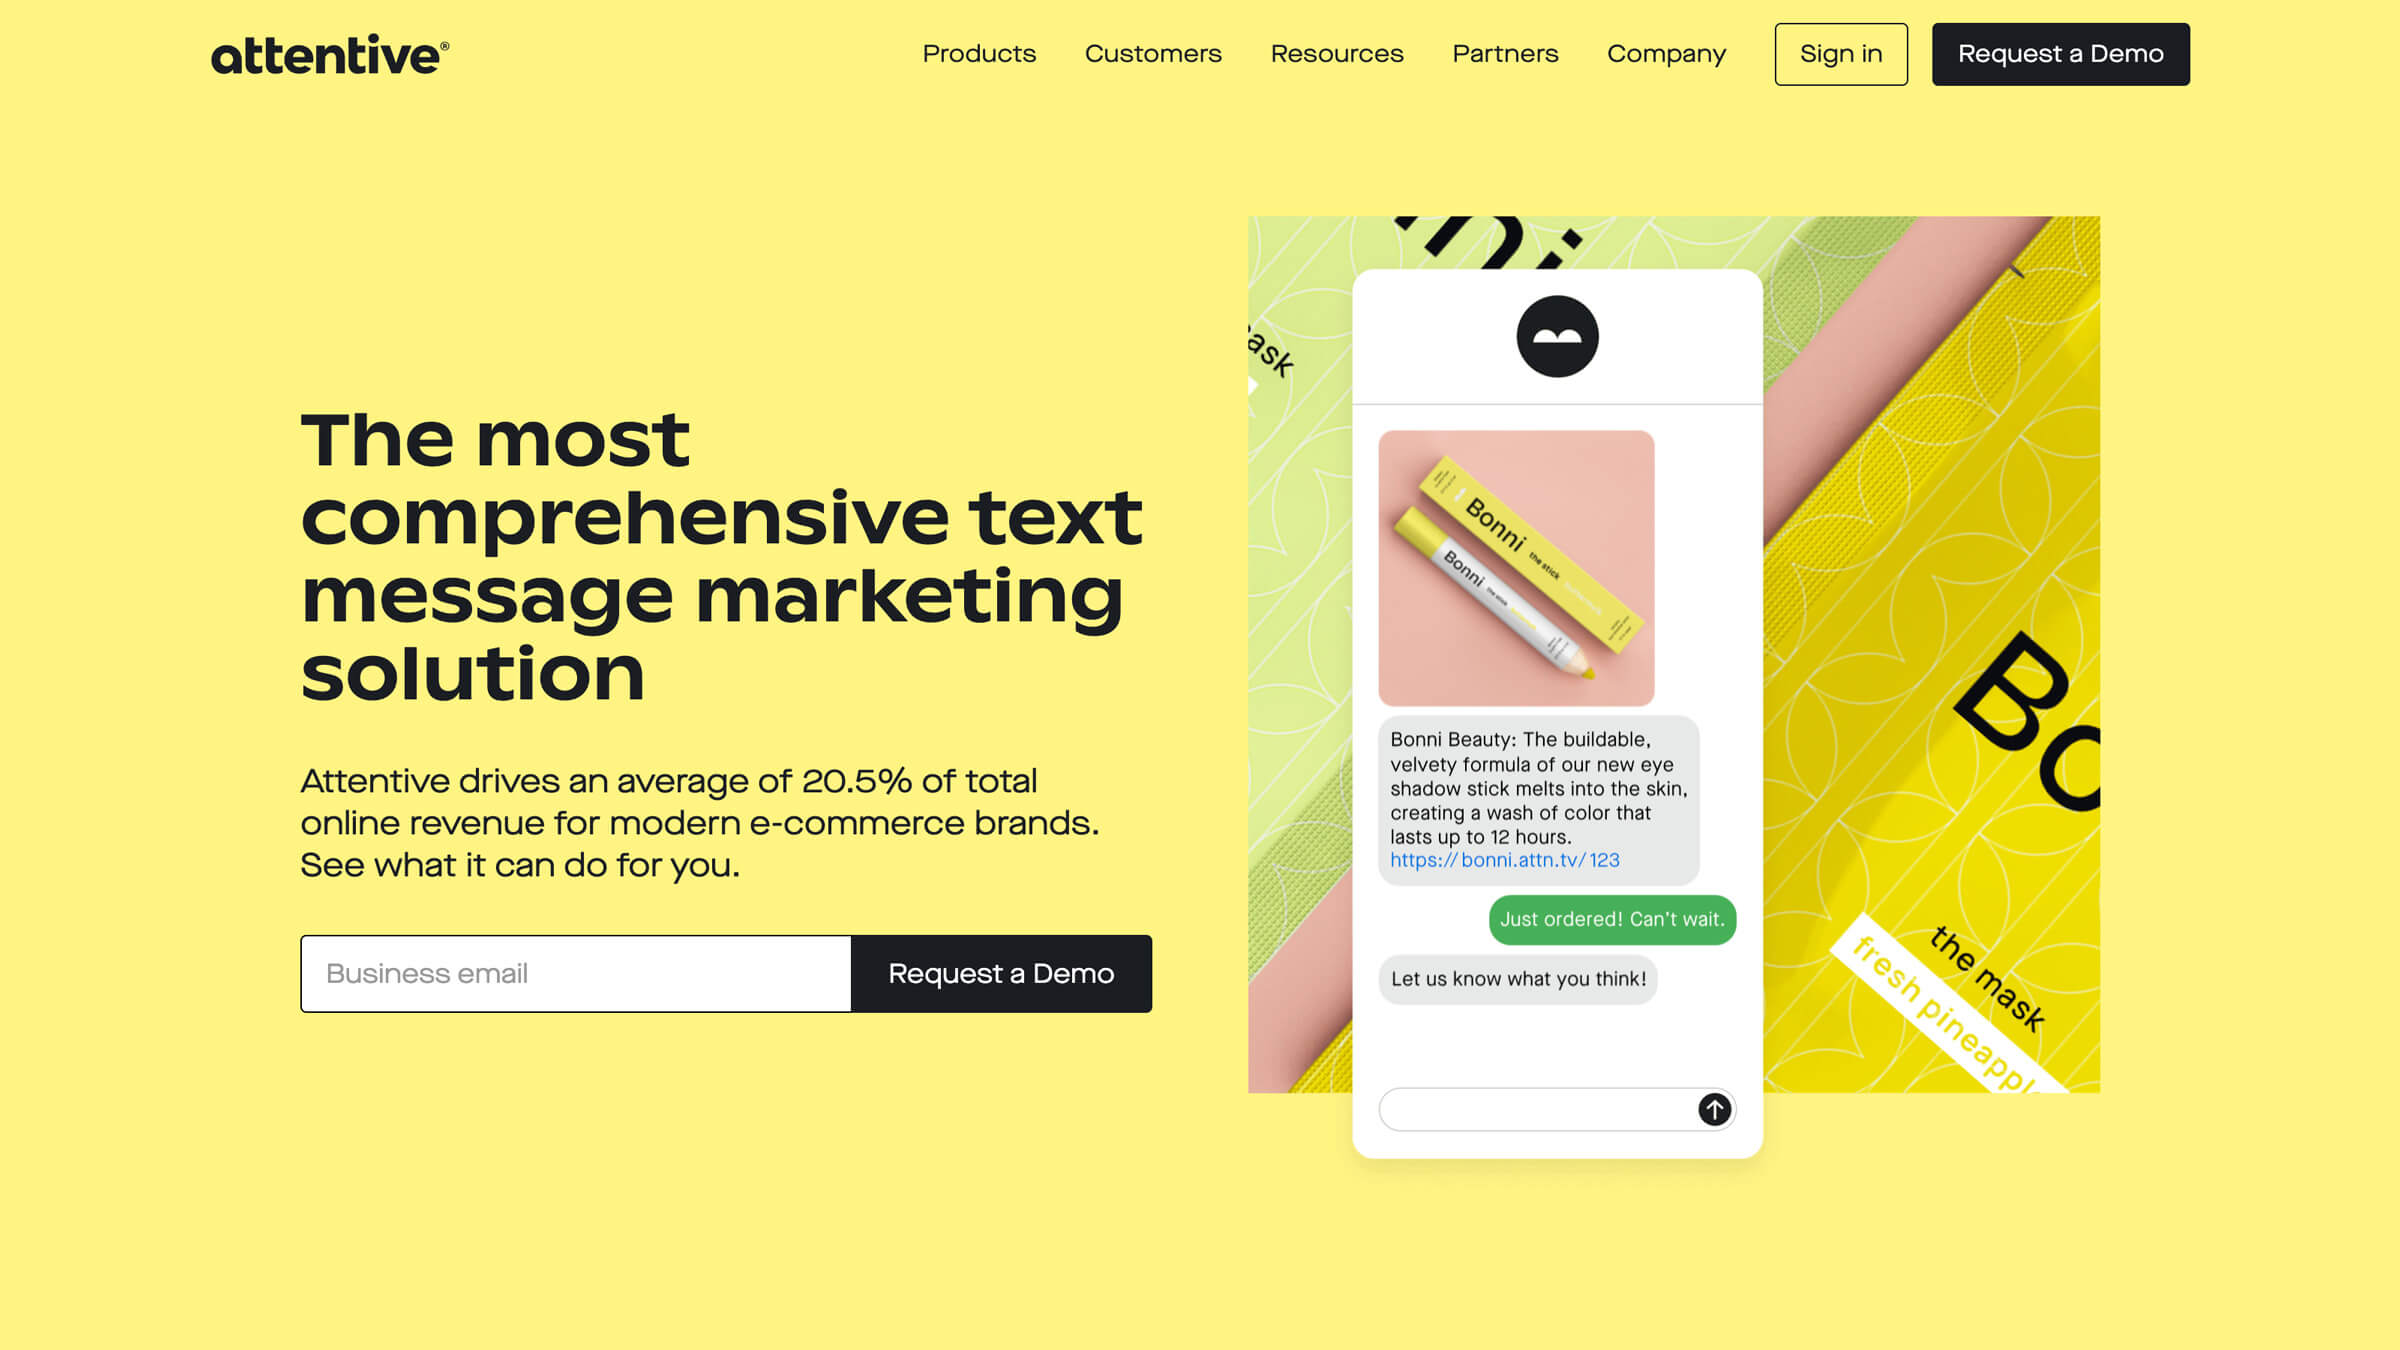 attentive®
Products
Customers
Resources
Partners
Company
Sign in
Request a Demo
The most
comprehensive text
message marketing
solution
Attentive drives an average of 20.5% of total
online revenue for modern e-commerce brands.
See what it can do for you.
Business email
Request a Demo
ni
ask
Bonni
the stick
Bonni
the stick
Bonni Beauty: The buildable,
velvety formula of our new eye
shadow stick melts into the skin,
creating a wash of color that
lasts up to 12 hours.
https://bonni.attn.tv/123
Just ordered! Can't wait.
Let us know what you think!
Bo
the mask
fresh pineapple